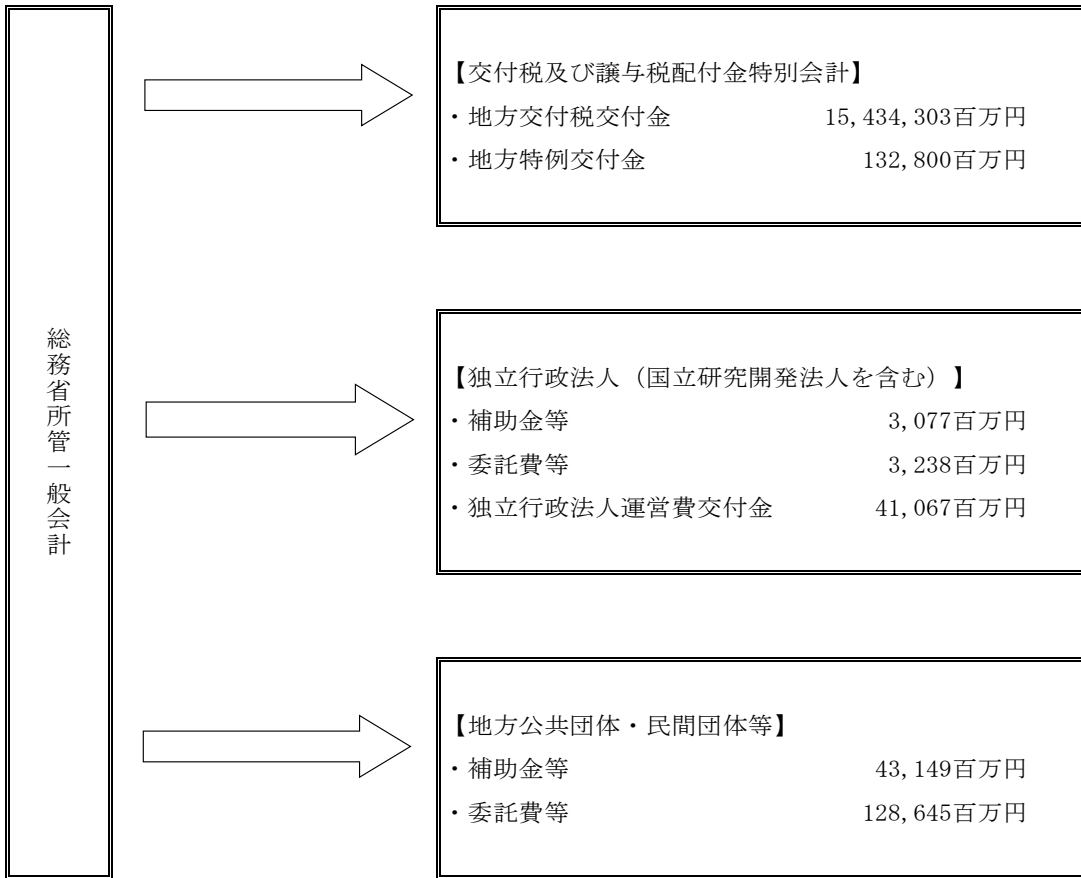 総務省所管一般会計
【交付税及び譲与税配付金特別会計】
・地方交付税交付金 15,434,303百万円
・地方特例交付金 132,800百万円
【独立行政法人（国立研究開発法人を含む）】
・補助金等 3,077百万円
・委託費等 3,238百万円
・独立行政法人運営費交付金 41,067百万円
【地方公共団体・民間団体等】
・補助金等 43,149百万円
・委託費等 128,645百万円